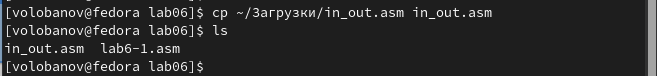 [volobanov@fedora lab06]$ cp ~/Загрузки/in_out.asm in_out.asm
[volobanov@fedora lab06]$ ls
in_out.asm  lab6-1.asm
[volobanov@fedora lab06]$